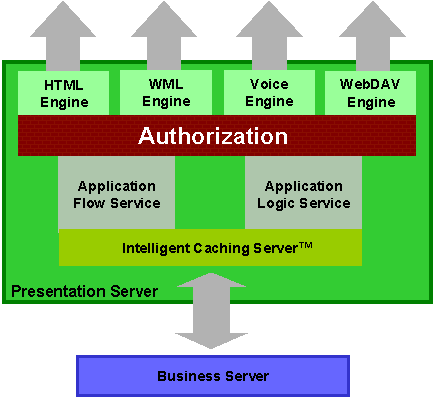 HTML
Engine
WML
Engine
Voice
Engine
WebDAV
Engine
Authorization
Application
Flow Service
Application
Logic Service
Intelligent Caching Server™
Presentation Server
Business Server